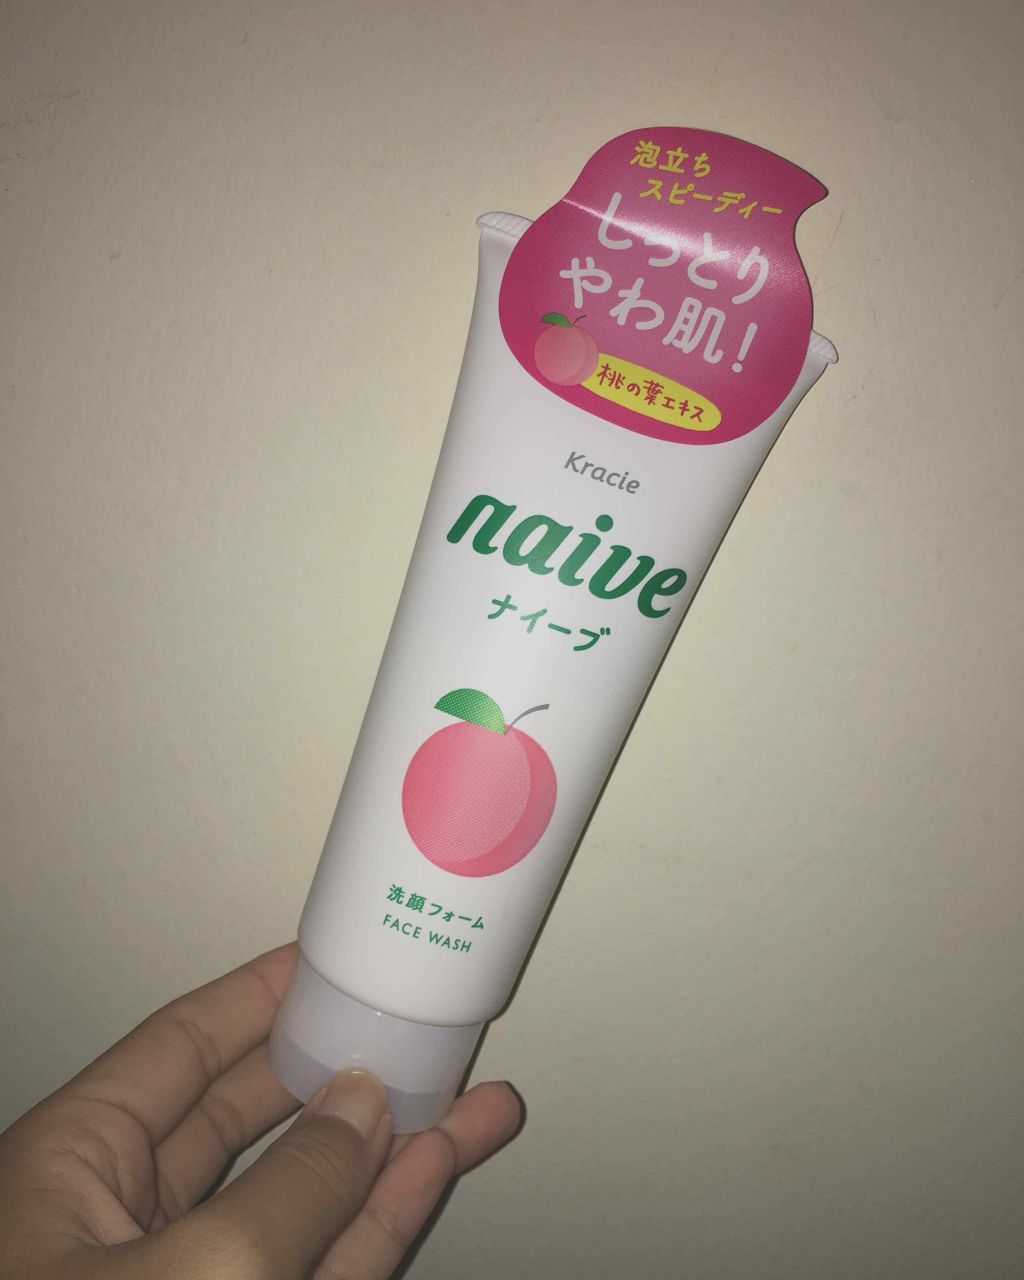 泡立ち
スピーディー
しっとり
やわ肌!
桃の葉エキス
Kracie
naive
ナイーブ
洗顔フォーム
FACE WASH